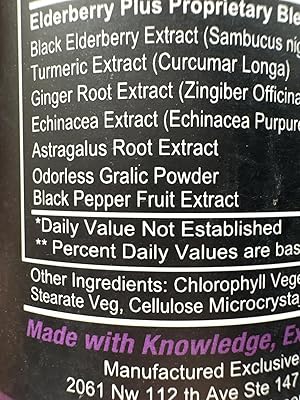 Elderberry Plus Proprietary Ble
Black Elderberry Extract (Sambucus nig
Turmeric Extract (Curcumar Longa)
Ginger Root Extract (Zingiber Officina
Echinacea Extract (Echinacea Purpure
Astragalus Root Extract
Odorless Gralic Powder
Black Pepper Fruit Extract
*Daily Value Not Established
** Percent Daily Values are bas
Other Ingredients: Chlorophyll Vege
Stearate Veg, Cellulose Microcrysta
Made with Knowledge, Ex
Manufactured Exclusive
2061 Nw 112 th Ave Ste 147